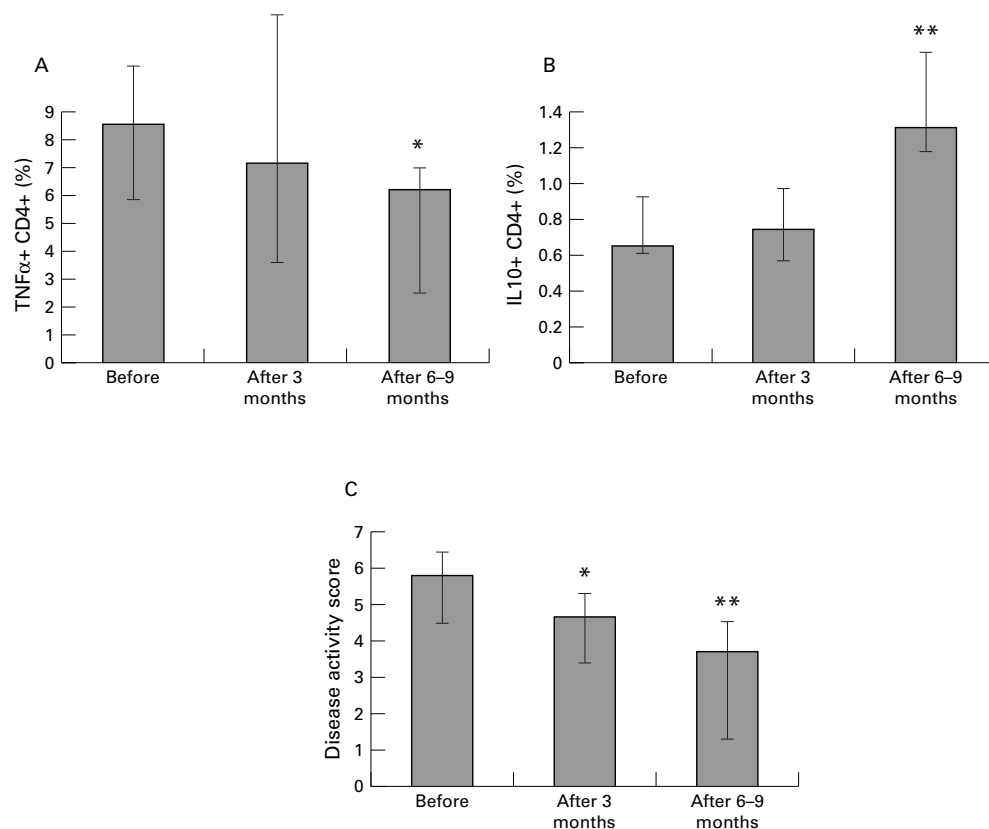 A
TNFα+ CD4+ (%)
9
8
7
6
5
4
3
2
1
0
*
Before
After 3
months
After 6–9
months
B
IL10+ CD4+ (%)
1.4
1.2
1.0
0.8
0.6
0.4
0.2
0
**
Before
After 3
months
After 6–9
months
C
Disease activity score
7
6
5
4
3
2
1
0
*
**
Before
After 3
months
After 6–9
months